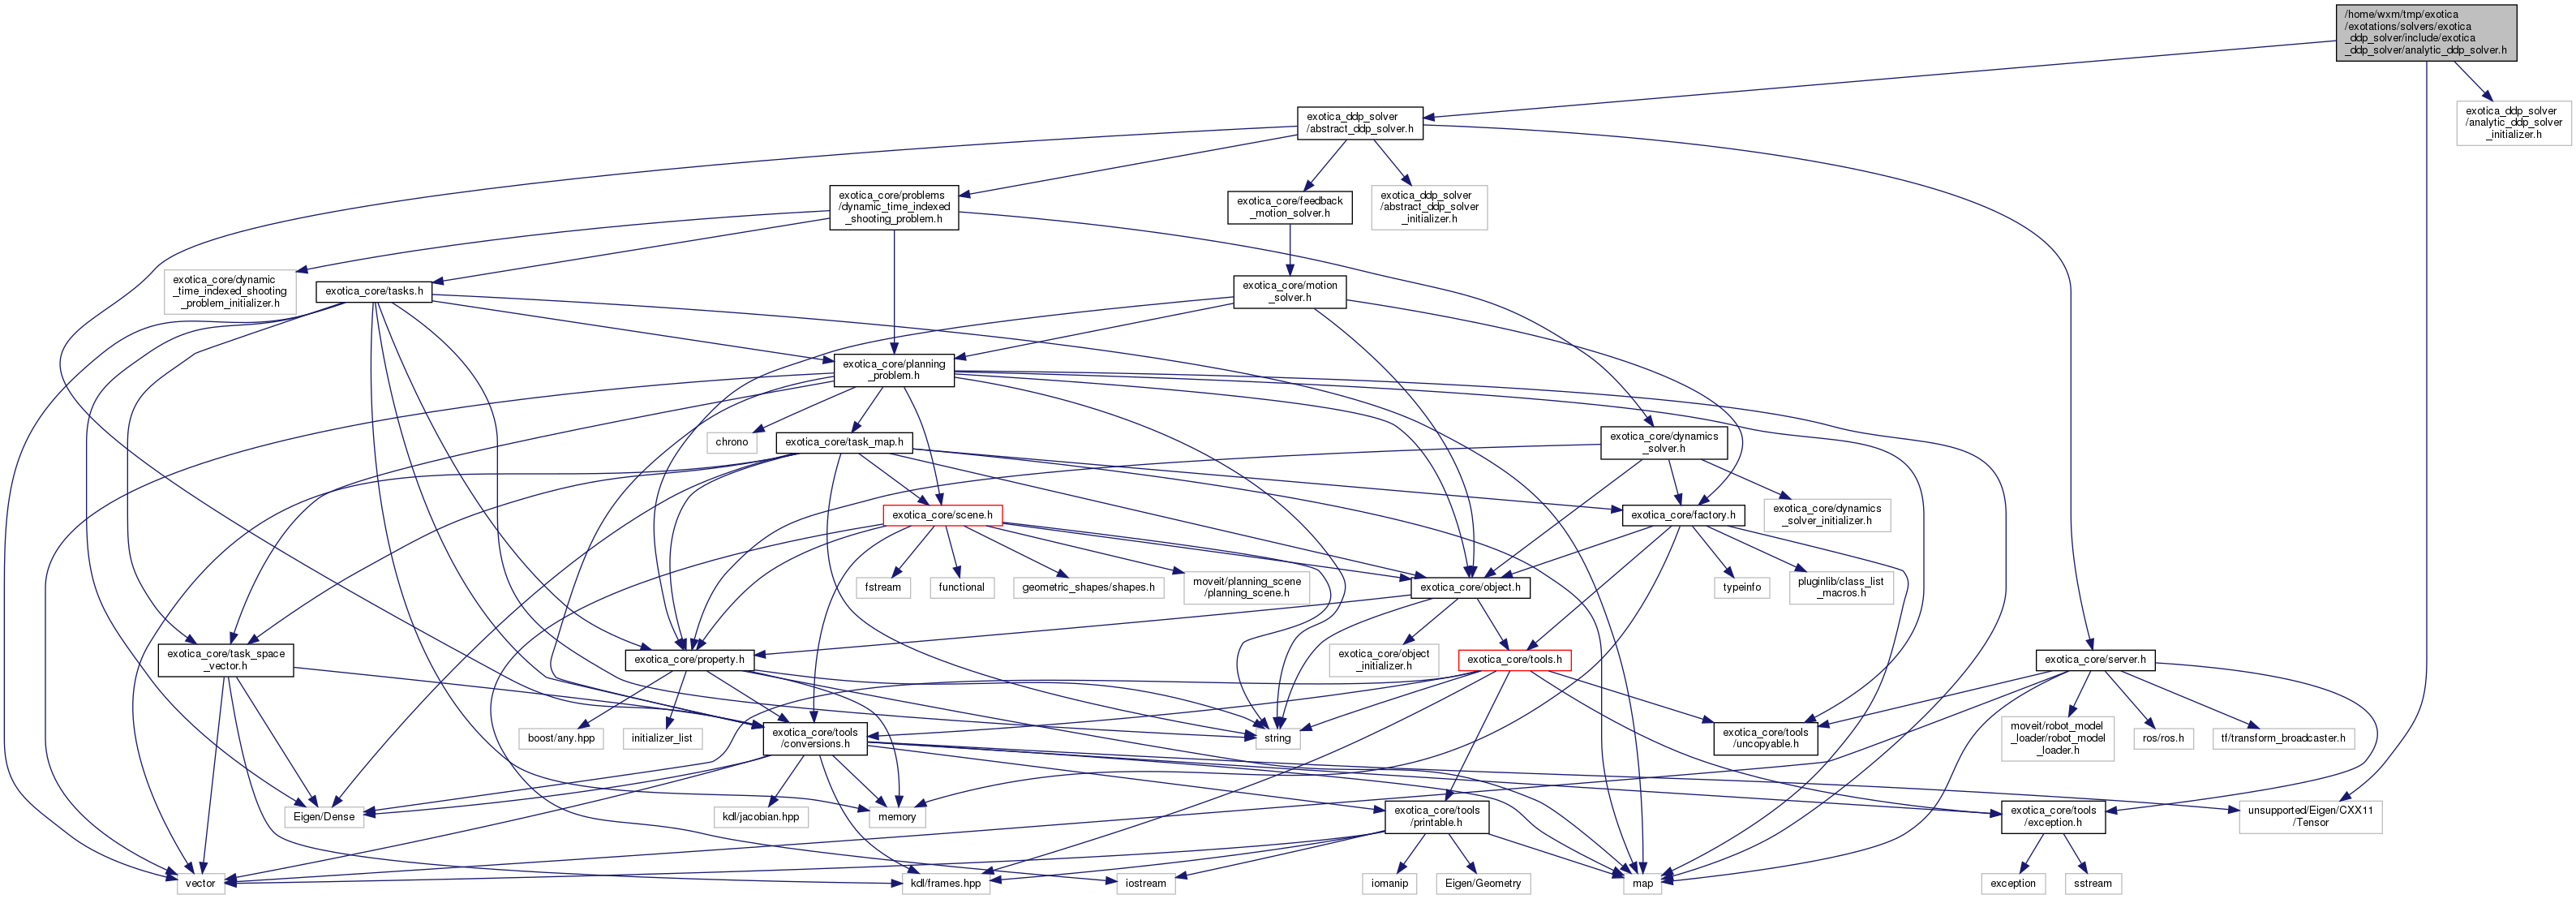 /home/wxm/tmp/exotica
/exotations/solvers/exotica
_ddp_solver/include/exotica
_ddp_solver/analytic_ddp_solver.h
exotica_ddp_solver
/abstract_ddp_solver.h
exotica_ddp_solver
/analytic_ddp_solver
_initializer.h
exotica_core/problems
/dynamic_time_indexed
_shooting_problem.h
exotica_core/feedback
_motion_solver.h
exotica_ddp_solver
/abstract_ddp_solver
_initializer.h
exotica_core/dynamic
_time_indexed_shooting
_problem_initializer.h
exotica_core/tasks.h
exotica_core/motion
_solver.h
exotica_core/planning
_problem.h
chrono
exotica_core/task_map.h
exotica_core/dynamics
_solver.h
exotica_core/scene.h
exotica_core/factory.h
exotica_core/dynamics
_solver_initializer.h
fstream
functional
geometric_shapes/shapes.h
moveit/planning_scene
/planning_scene.h
exotica_core/object.h
typeinfo
pluginlib/class_list
_macros.h
exotica_core/task_space
_vector.h
exotica_core/property.h
exotica_core/object
_initializer.h
exotica_core/tools.h
exotica_core/server.h
boost/any.hpp
initializer_list
exotica_core/tools
/conversions.h
string
exotica_core/tools
/uncopyable.h
moveit/robot_model
_loader/robot_model
_loader.h
ros/ros.h
tf/transform_broadcaster.h
Eigen/Dense
kdl/jacobian.hpp
memory
exotica_core/tools
/printable.h
exotica_core/tools
/exception.h
unsupported/Eigen/CXX11
/Tensor
vector
kdl/frames.hpp
iostream
iomanip
Eigen/Geometry
map
exception
sstream